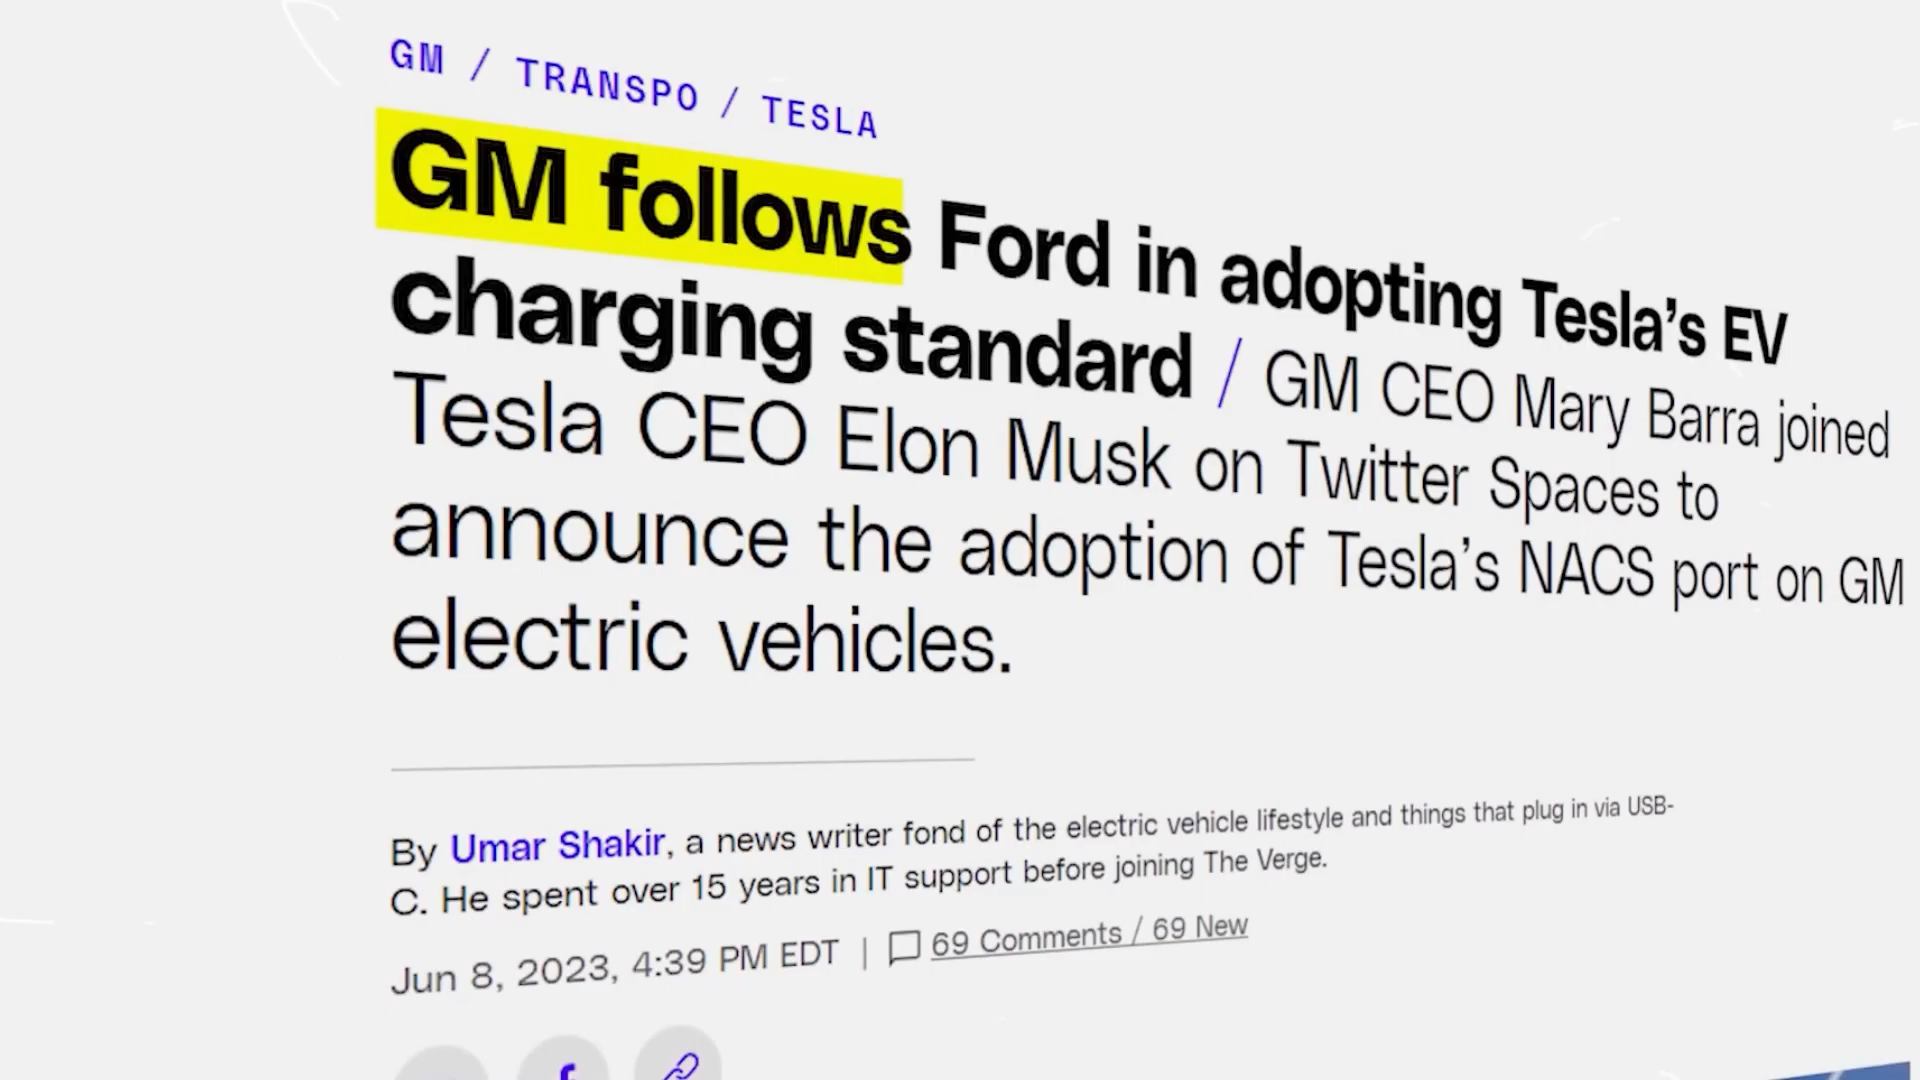 GM / TRANSPO / TESLA
GM follows Ford in adopting Tesla’s EV
charging standard / GM CEO Mary Barra joined
Tesla CEO Elon Musk on Twitter Spaces to
announce the adoption of Tesla’s NACS port on GM
electric vehicles.
By Umar Shakir, a news writer fond of the electric vehicle lifestyle and things that plug in via USB-
C. He spent over 15 years in IT support before joining The Verge.
Jun 8, 2023, 4:39 PM EDT | 69 Comments / 69 New